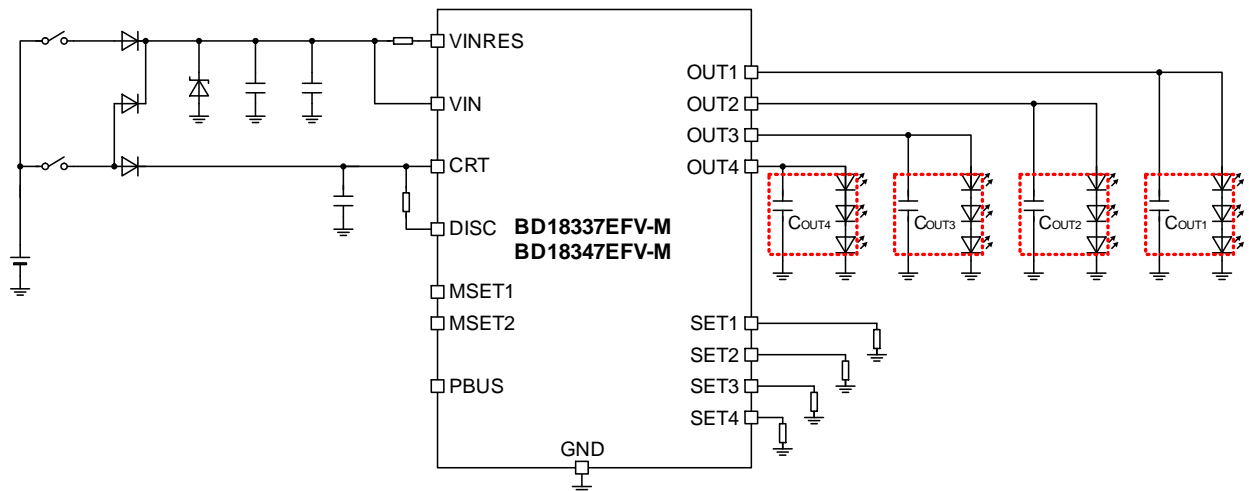 VINRES
VIN
CRT
DISC
BD18337EFV-M
BD18347EFV-M
MSET1
MSET2
PBUS
GND
OUT1
OUT2
OUT3
OUT4
COUT4
COUT3
COUT2
COUT1
SET1
SET2
SET3
SET4